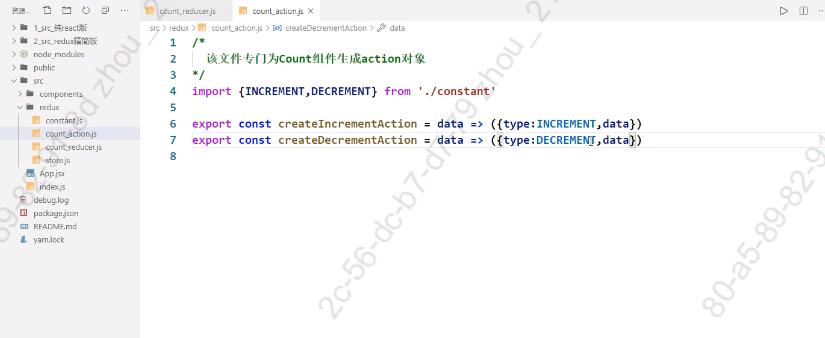 资源...
count_reducer.js
count_action.js
1_src_纯react版
2_src_redux精简版
node_modules
public
src
components
redux
constant.js
count_action.js
count_reducer.js
store.js
App.jsx
index.js
debug.log
package.json
README.md
yarn.lock
src > redux > count_action.js > createDecrementAction > data
1 /*
2 该文件专门为Count组件生成action对象
3 */
4 import {INCREMENT,DECREMENT} from './constant'
5
6 export const createIncrementAction = data => ({type:INCREMENT,data})
7 export const createDecrementAction = data => ({type:DECREMENT,data})
8
2c-56-dc-b7-d7-79 zhou_
80-a5-89-82-91